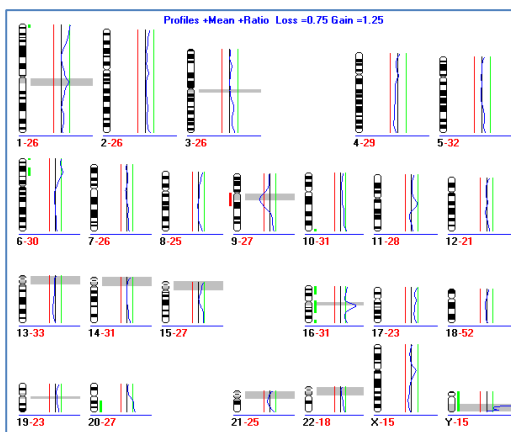 Profiles +Mean +Ratio Loss =0.75 Gain =1.25
1-26 2-26 3-26 4-29 5-32
6-30 7-26 8-25 9-27 10-31 11-28 12-21
13-33 14-31 15-27 16-31 17-23 18-52
19-23 20-27 21-25 22-18 X-15 Y-15